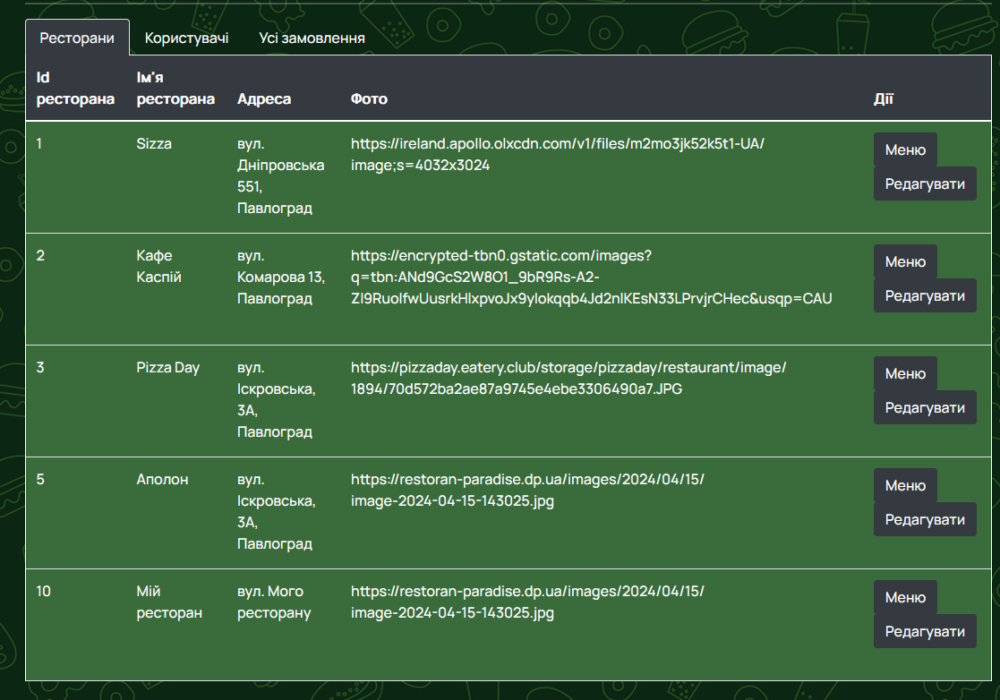 Ресторани Користувачі Усі замовлення
Id ресторана Ім'я ресторана Адреса Фото Дії
1 Sizza вул. https://ireland.apollo.olxcdn.com/v1/files/m2mo3jk52k5t1-UA/ Меню
Дніпровська image;s=4032x3024
551, Редагувати
Павлоград
2 Кафе вул. https://encrypted-tbn0.gstatic.com/images? Меню
Каспій Комарова 13, q=tbn:ANd9GcS2W8O1_9bR9Rs-A2-
Павлоград ZI9RuolfwUusrkHlxpvoJx9ylokqqb4Jd2nlKEsN33LPrvjrCHec&usqp=CAU Редагувати
3 Pizza Day вул. https://pizzaday.eatery.club/storage/pizzaday/restaurant/image/ Меню
Іскровська, 1894/70d572ba2ae87a9745e4ebe3306490a7.JPG
3А, Редагувати
Павлоград
5 Аполон вул. https://restoran-paradise.dp.ua/images/2024/04/15/ Меню
Іскровська, image-2024-04-15-143025.jpg
3А, Редагувати
Павлоград
10 Мій вул. Мого https://restoran-paradise.dp.ua/images/2024/04/15/ Меню
ресторан ресторану image-2024-04-15-143025.jpg
Редагувати